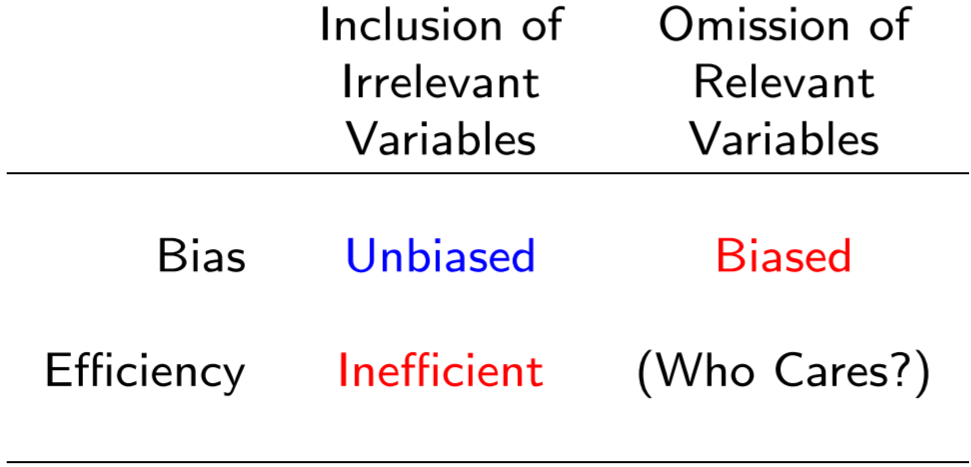 Inclusion of Omission of
Irrelevant Relevant
Variables Variables
Bias Unbiased Biased
Efficiency Inefficient (Who Cares?)